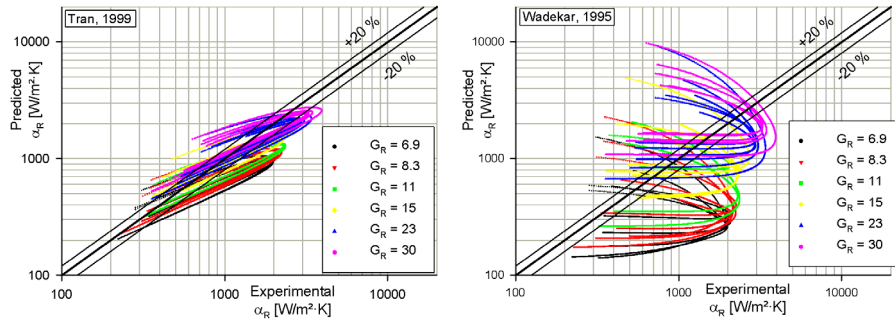 Tran, 1999
+20 %
-20 %
10000
1000
100
Predicted
α_R [W/m²·K]
G_R = 6.9
G_R = 8.3
G_R = 11
G_R = 15
G_R = 23
G_R = 30
100
1000
10000
Experimental
α_R [W/m²·K]
Wadekar, 1995
+20 %
-20 %
10000
1000
100
Predicted
α_R [W/m²·K]
G_R = 6.9
G_R = 8.3
G_R = 11
G_R = 15
G_R = 23
G_R = 30
100
1000
10000
Experimental
α_R [W/m²·K]